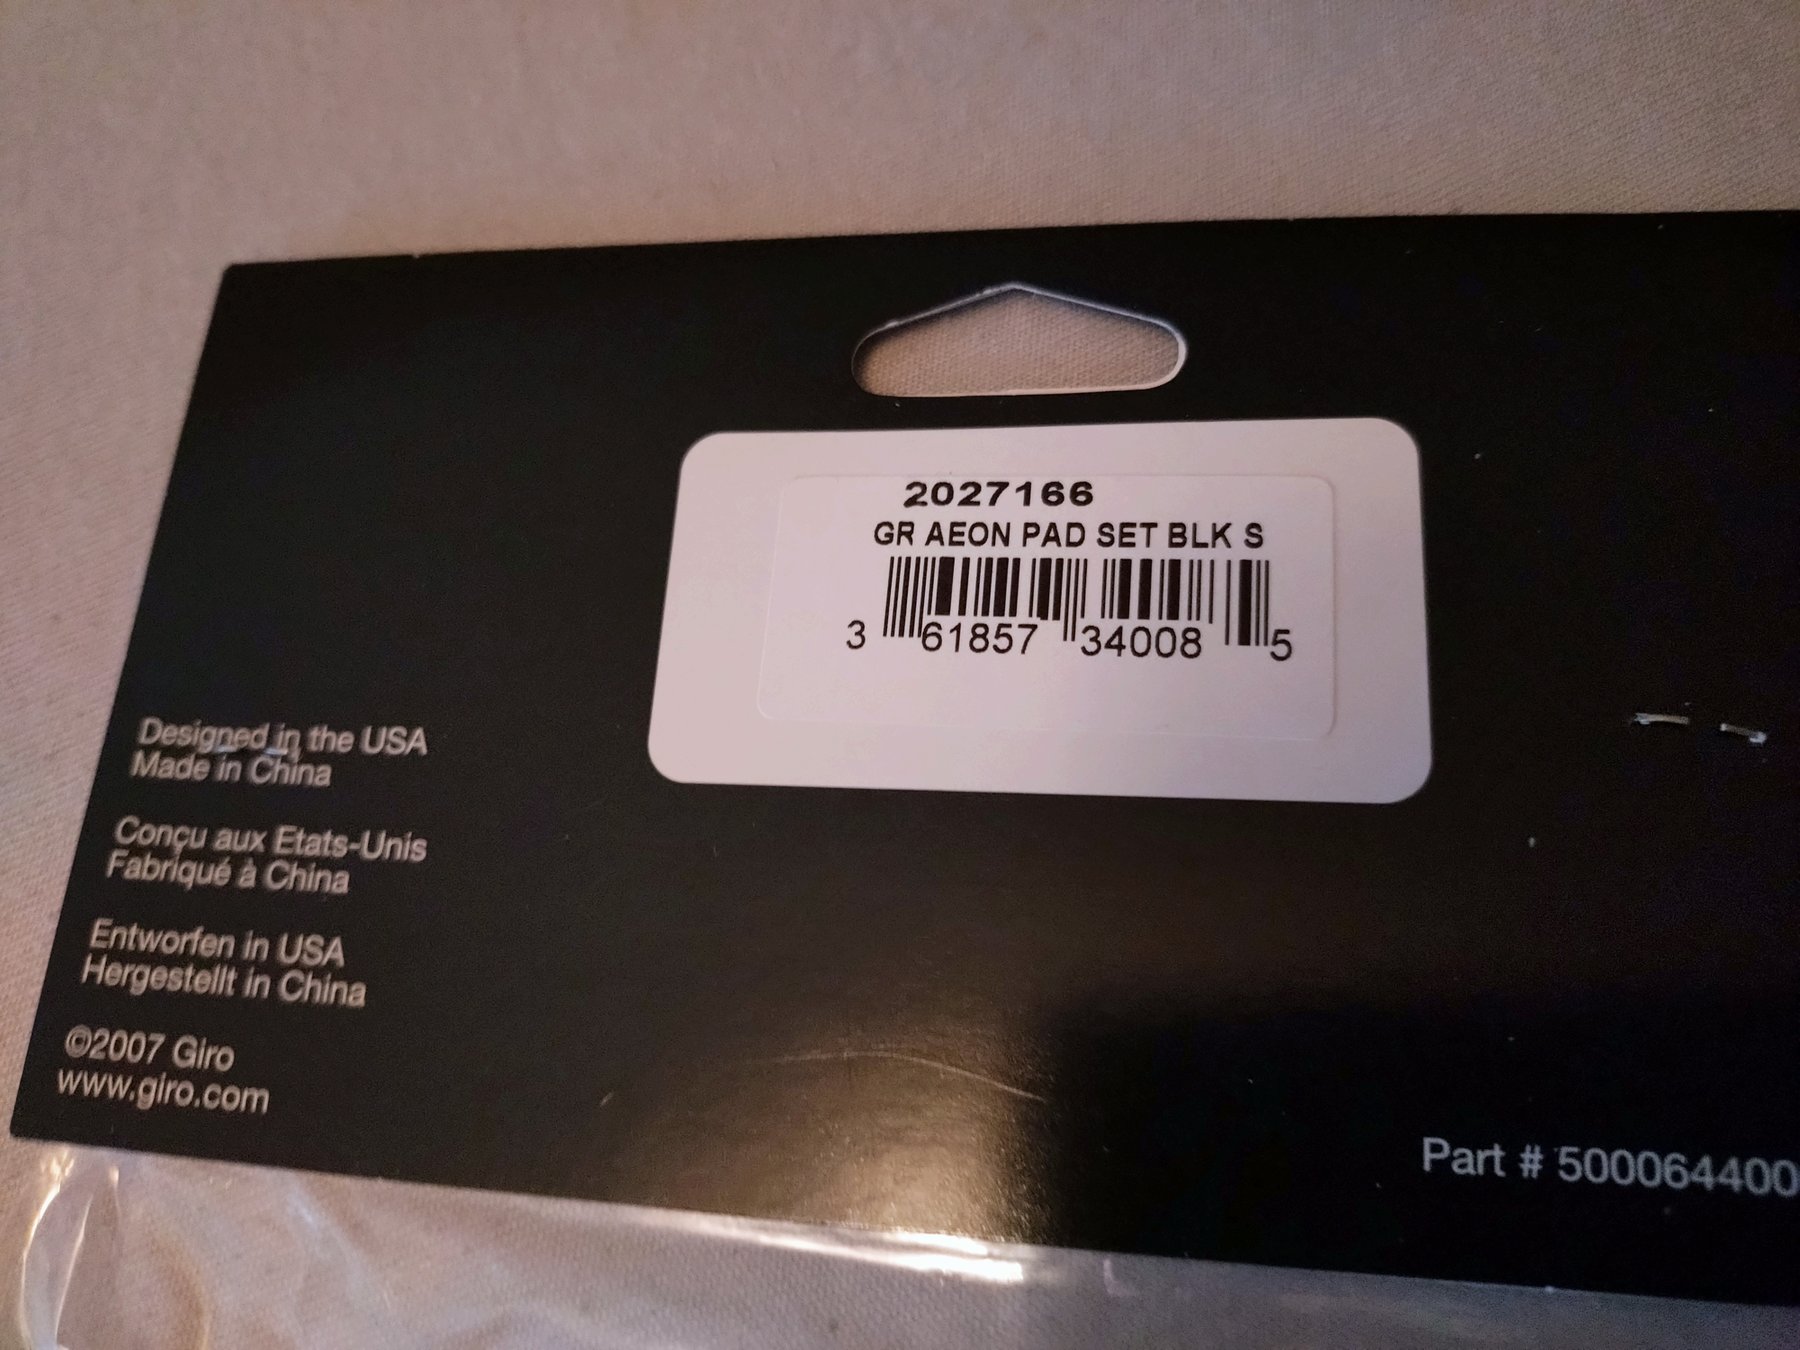 2027166
GR AEON PAD SET BLK S
3 61857 34008 5
Designed in the USA
Made in China
Conçu aux Etats-Unis
Fabriqué à China
Entworfen in USA
Hergestellt in China
©2007 Giro
www.giro.com
Part # 500064400